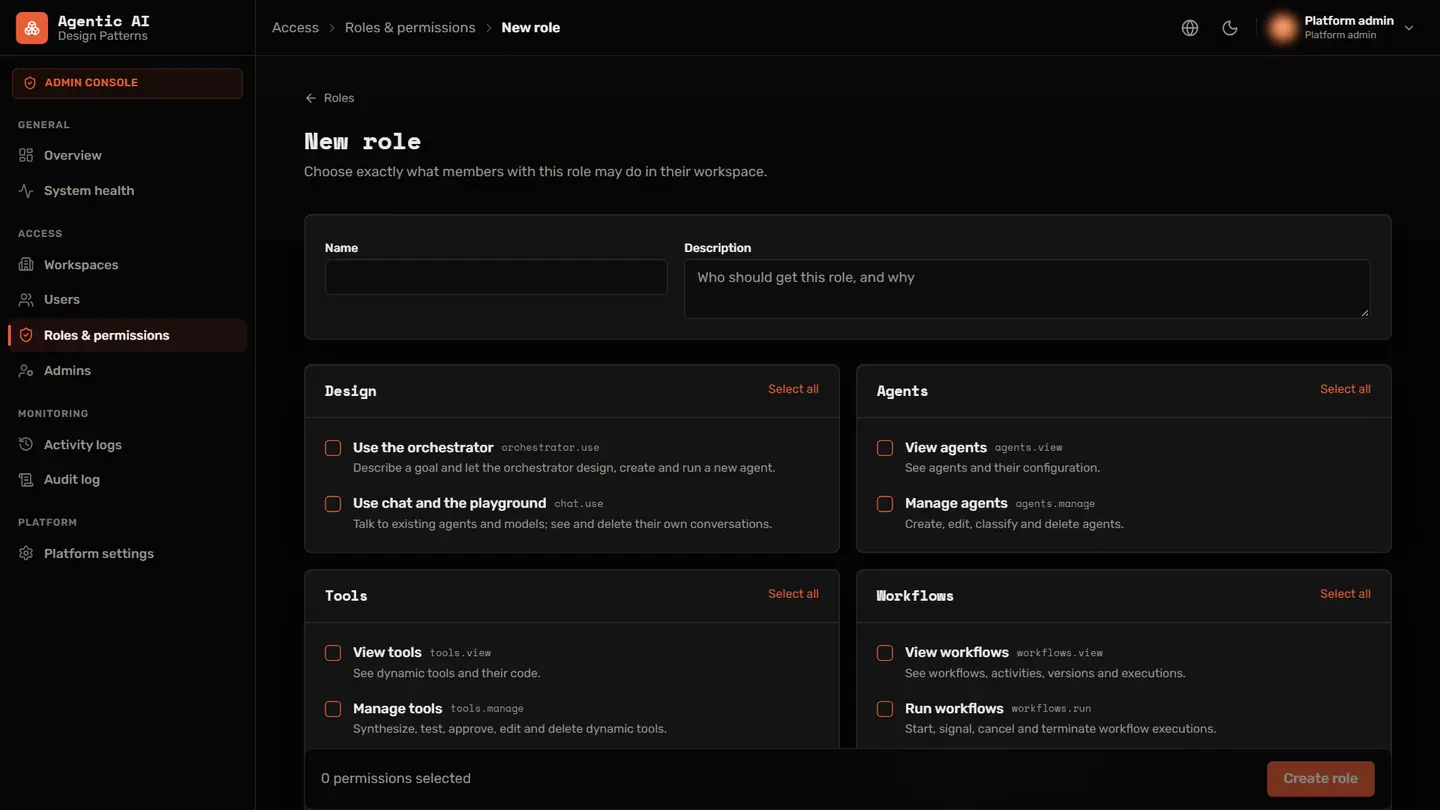 Agentic AI
Design Patterns
Access > Roles & permissions > New role
Platform admin
Platform admin
ADMIN CONSOLE
GENERAL
Overview
System health
ACCESS
Workspaces
Users
Roles & permissions
Admins
MONITORING
Activity logs
Audit log
PLATFORM
Platform settings
← Roles
New role
Choose exactly what members with this role may do in their workspace.
Name
Description
Who should get this role, and why
Design
Select all
Use the orchestrator orchestrator.use
Describe a goal and let the orchestrator design, create and run a new agent.
Use chat and the playground chat.use
Talk to existing agents and models; see and delete their own conversations.
Agents
Select all
View agents agents.view
See agents and their configuration.
Manage agents agents.manage
Create, edit, classify and delete agents.
Tools
Select all
View tools tools.view
See dynamic tools and their code.
Manage tools tools.manage
Synthesize, test, approve, edit and delete dynamic tools.
Workflows
Select all
View workflows workflows.view
See workflows, activities, versions and executions.
Run workflows workflows.run
Start, signal, cancel and terminate workflow executions.
0 permissions selected
Create role